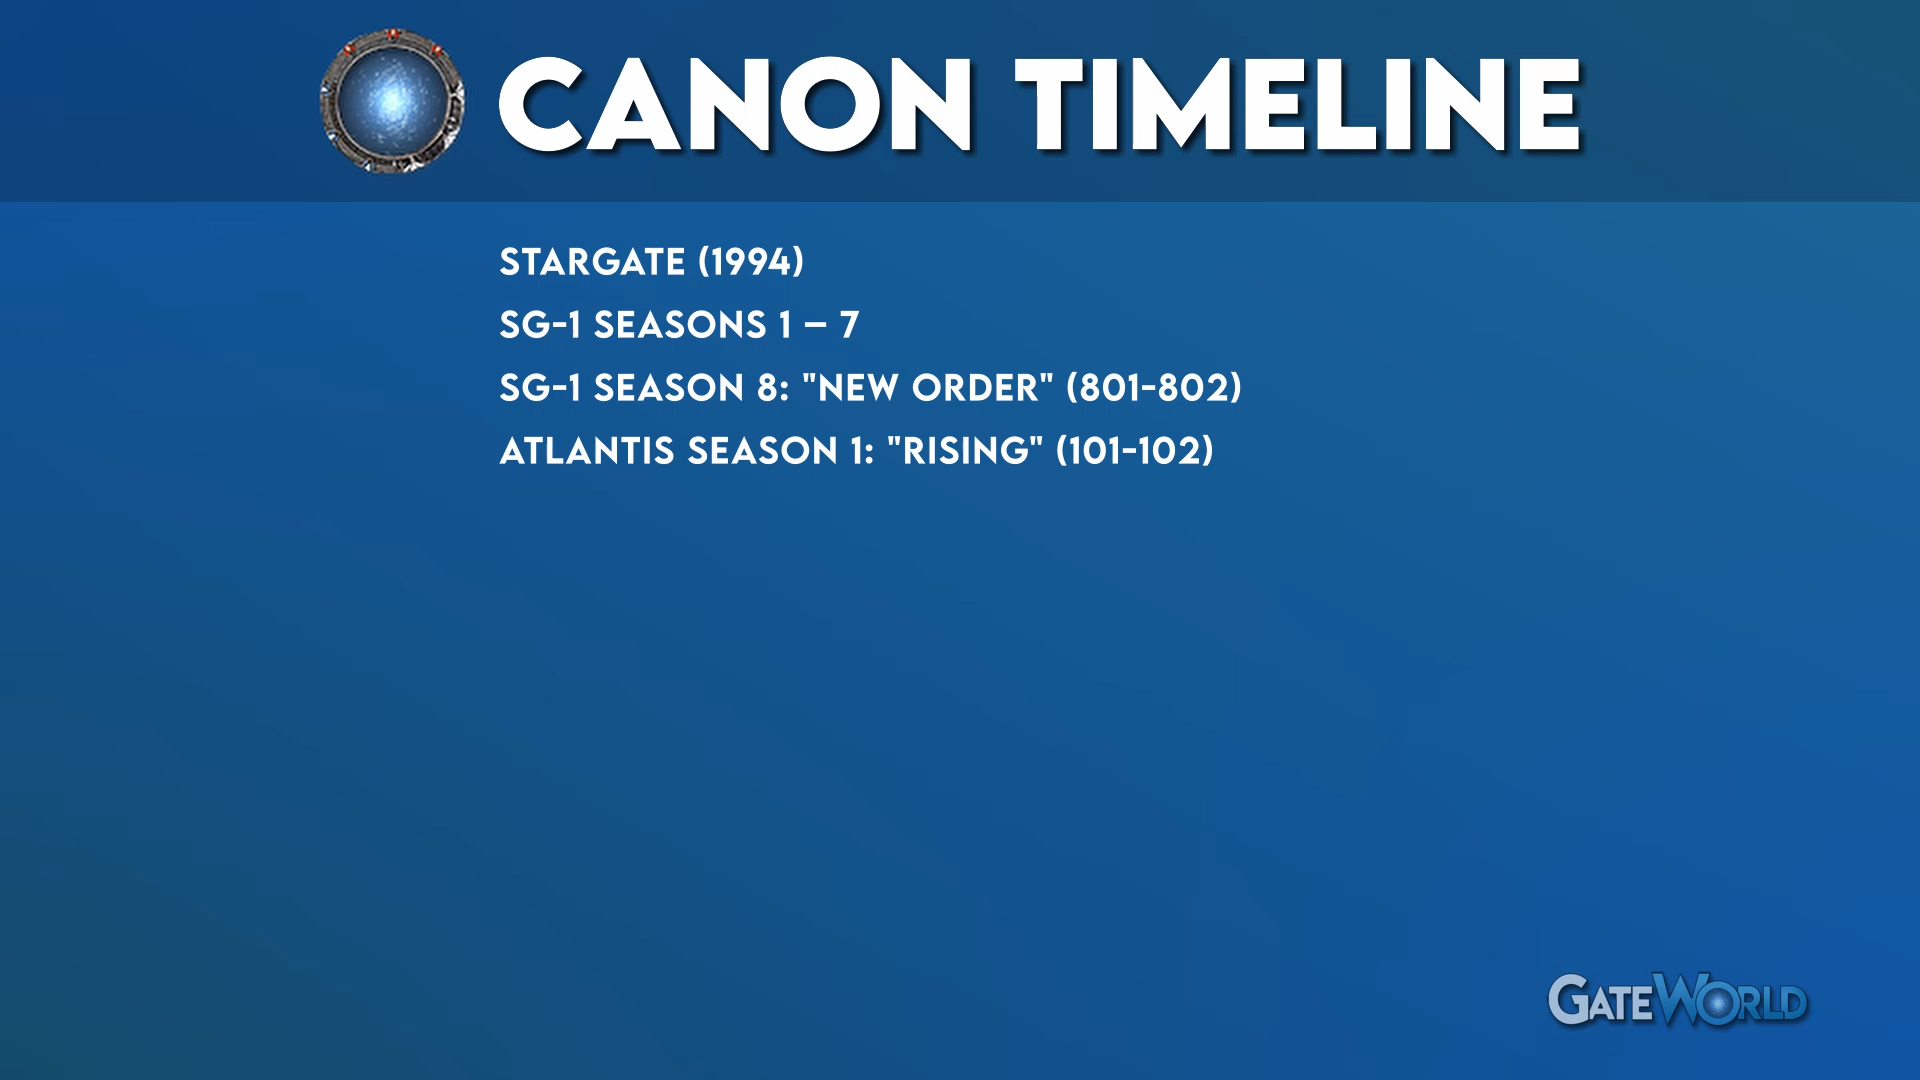 CANON TIMELINE
STARGATE (1994)
SG-1 SEASONS 1 – 7
SG-1 SEASON 8: "NEW ORDER" (801-802)
ATLANTIS SEASON 1: "RISING" (101-102)
GATEWORLD